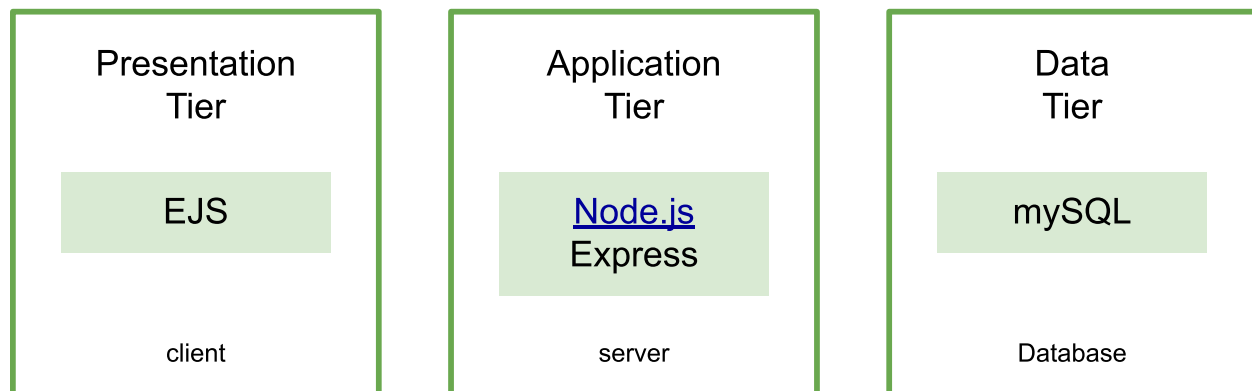 Presentation
Tier
EJS
client
Application
Tier
Node.js
Express
server
Data
Tier
mySQL
Database